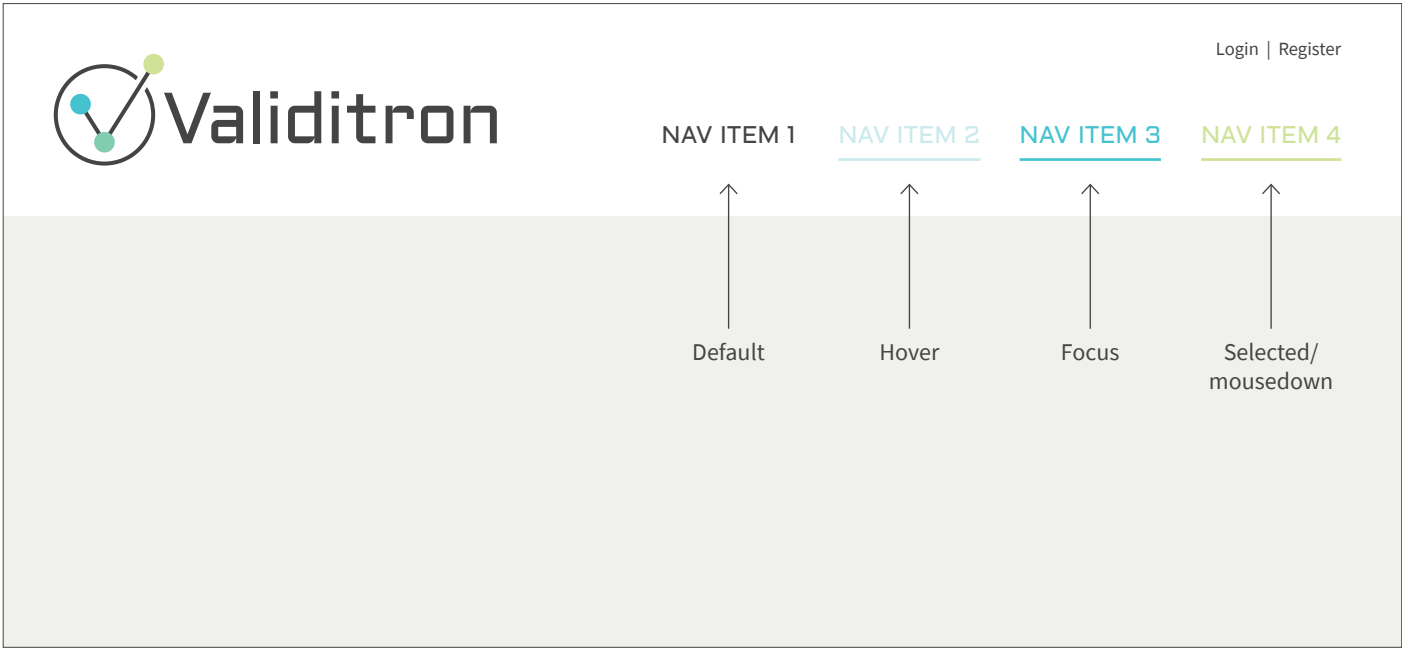 Login | Register
Validitron
NAV ITEM 1
NAV ITEM 2
NAV ITEM 3
NAV ITEM 4
Default
Hover
Focus
Selected/
mousedown